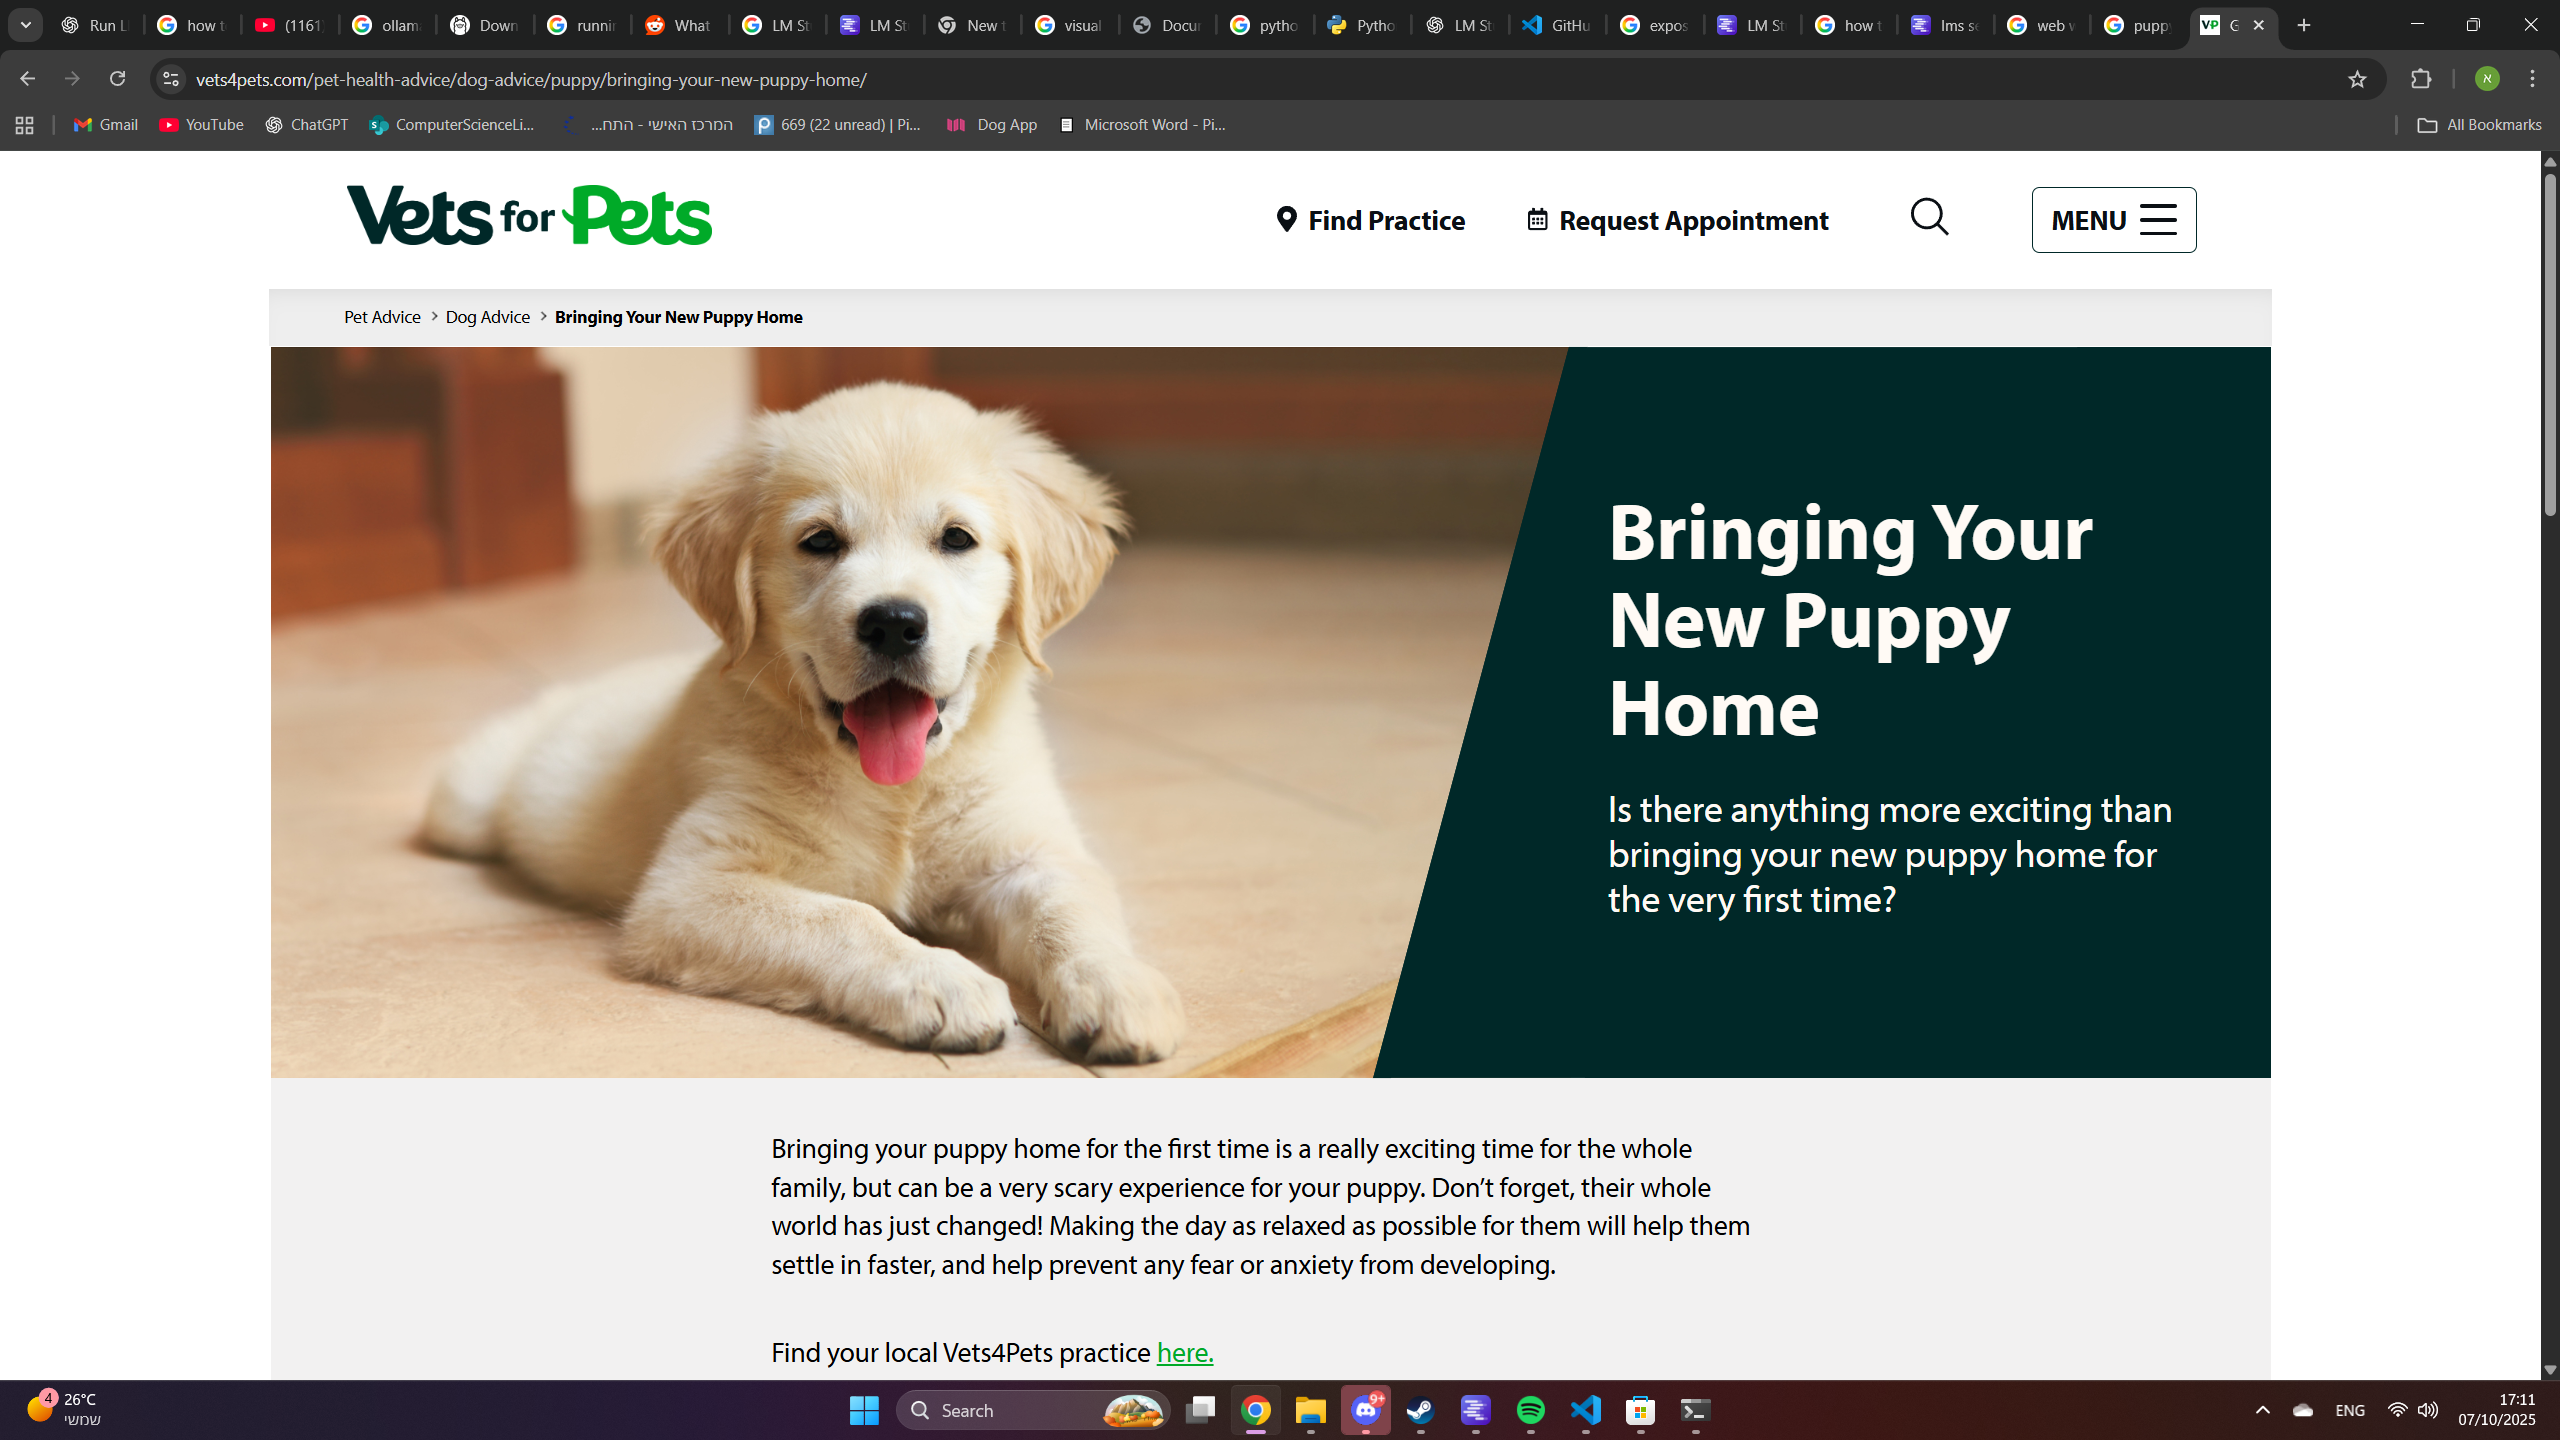 Run L
how t
(1161)
ollam
Down
runnin
What
LM St
LM St
New t
visual
Docur
pytho
Pytho
LM St
GitHu
expos
LM St
how t
lms se
web w
puppy
G
vets4pets.com/pet-health-advice/dog-advice/puppy/bringing-your-new-puppy-home/
א
Gmail
YouTube
ChatGPT
ComputerScienceLi...
המרכז האישי - התח...
669 (22 unread) | Pi...
Dog App
Microsoft Word - Pi...
All Bookmarks
Vets for Pets
Find Practice
Request Appointment
MENU
Pet Advice > Dog Advice > Bringing Your New Puppy Home
Bringing Your
New Puppy
Home
Is there anything more exciting than
bringing your new puppy home for
the very first time?
Bringing your puppy home for the first time is a really exciting time for the whole
family, but can be a very scary experience for your puppy. Don't forget, their whole
world has just changed! Making the day as relaxed as possible for them will help them
settle in faster, and help prevent any fear or anxiety from developing.
Find your local Vets4Pets practice here.
4
26°C
שמשי
Search
9+
ENG
17:11
07/10/2025